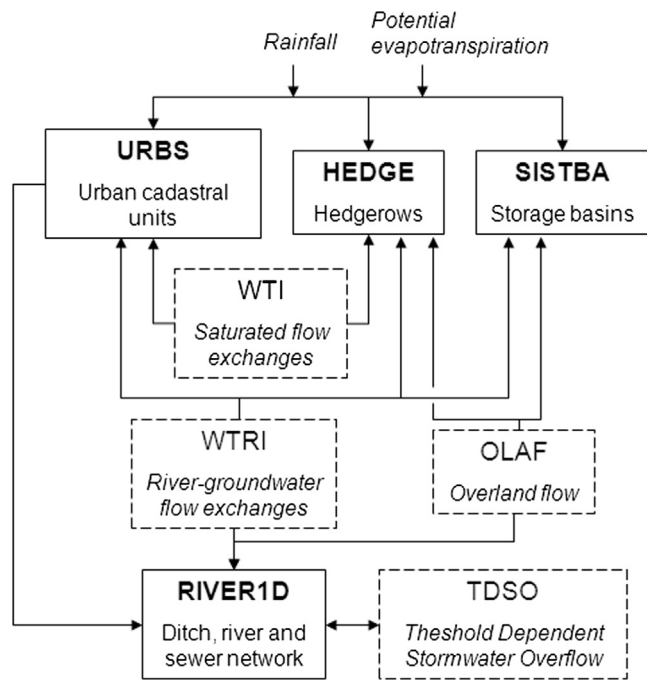 Rainfall
Potential
evapotranspiration
URBS
Urban cadastral
units
HEDGE
Hedgerows
SISTBA
Storage basins
WTI
Saturated flow
exchanges
WTRI
River-groundwater
flow exchanges
OLAF
Overland flow
RIVER1D
Ditch, river and
sewer network
TDSO
Theshold Dependent
Stormwater Overflow